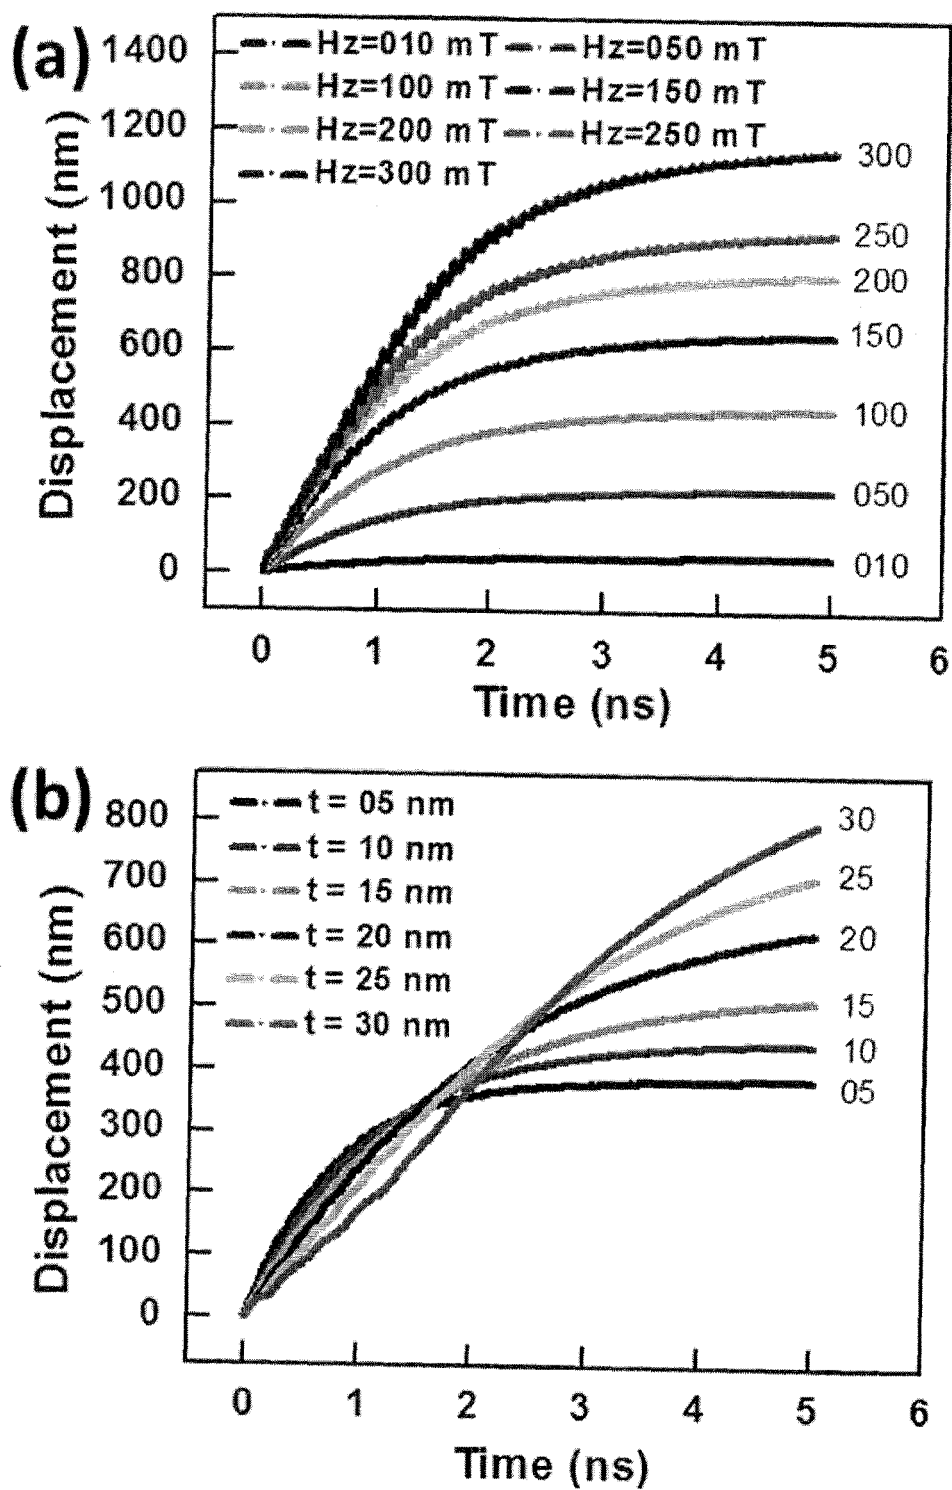 (a)
1400
1200
1000
800
600
400
200
0
Displacement (nm)
Hz=010 mT Hz=050 mT
Hz=100 mT Hz=150 mT
Hz=200 mT Hz=250 mT
Hz=300 mT
300
250
200
150
100
050
010
0 1 2 3 4 5 6
Time (ns)
(b)
800
700
600
500
400
300
200
100
0
Displacement (nm)
t = 05 nm
t = 10 nm
t = 15 nm
t = 20 nm
t = 25 nm
t = 30 nm
30
25
20
15
10
05
0 1 2 3 4 5 6
Time (ns)